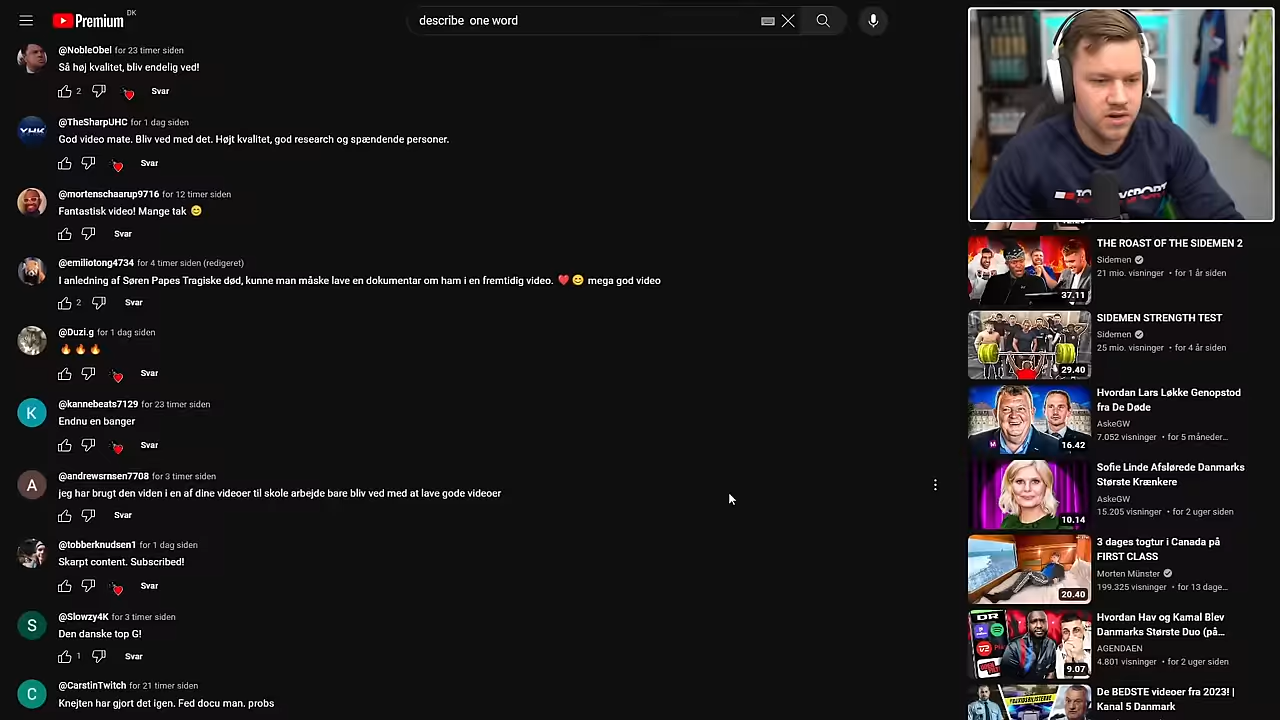 Premium DK
describe one word
@NobleObel for 23 timer siden
Så høj kvalitet, bliv endelig ved!
2 Svar
@TheSharpUHC for 1 dag siden
God video mate. Bliv ved med det. Højt kvalitet, god research og spændende personer.
Svar
@mortenschaarup9716 for 12 timer siden
Fantastisk video! Mange tak 😊
Svar
@emiliotong4734 for 4 timer siden (redigeret)
I anledning af Søren Papes Tragiske død, kunne man måske lave en dokumentar om ham i en fremtidig video. ❤️😊 mega god video
2 Svar
@Duzi.g for 1 dag siden
🔥🔥🔥
Svar
K
@kannebeats7129 for 23 timer siden
Endnu en banger
Svar
A
@andrewsrnsen7708 for 3 timer siden
jeg har brugt den viden i en af dine videoer til skole arbejde bare bliv ved med at lave gode videoer
Svar
@tobberknudsen1 for 1 dag siden
Skarpt content. Subscribed!
Svar
S
@Slowzy4K for 3 timer siden
Den danske top G!
1 Svar
C
@CarstinTwitch for 21 timer siden
Knejten har gjort det igen. Fed docu man. probs
THE ROAST OF THE SIDEMEN 2
Sidemen
21 mio. visninger • for 1 år siden
37.11
SIDEMEN STRENGTH TEST
Sidemen
25 mio. visninger • for 4 år siden
29.40
Hvordan Lars Løkke Genopstod
fra De Døde
AskeGW
7.052 visninger • for 5 måneder...
16.42
Sofie Linde Afslørede Danmarks
Største Krænkere
AskeGW
15.205 visninger • for 2 uger siden
10.14
3 dages togtur i Canada på
FIRST CLASS
Morten Münster
199.325 visninger • for 13 dage...
20.40
Hvordan Hav og Kamal Blev
Danmarks Største Duo (på...
AGENDAEN
4.801 visninger • for 2 uger siden
DR
9.07
De BEDSTE videoer fra 2023! |
Kanal 5 Danmark